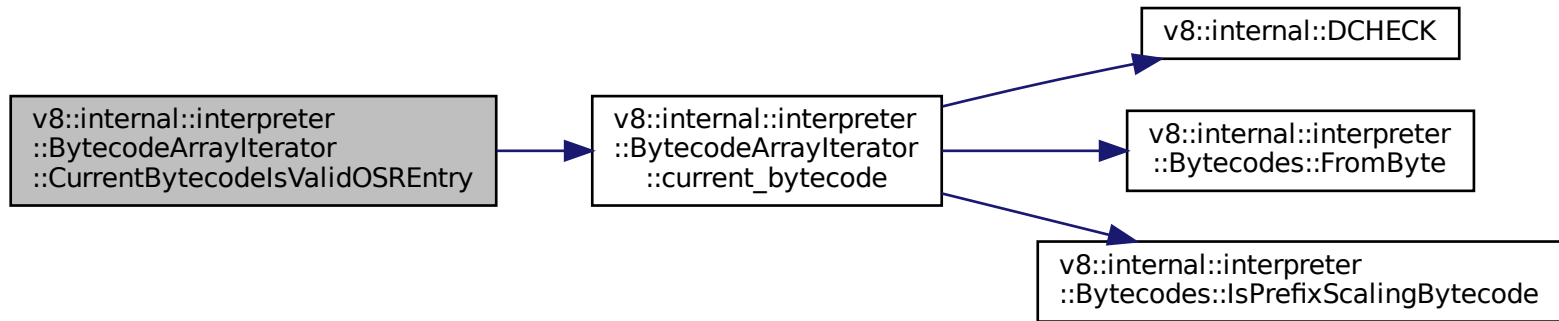 v8::internal::interpreter
::BytecodeArrayIterator
::CurrentBytecodeIsValidOSREntry
v8::internal::interpreter
::BytecodeArrayIterator
::current_bytecode
v8::internal::DCHECK
v8::internal::interpreter
::Bytecodes::FromByte
v8::internal::interpreter
::Bytecodes::IsPrefixScalingBytecode